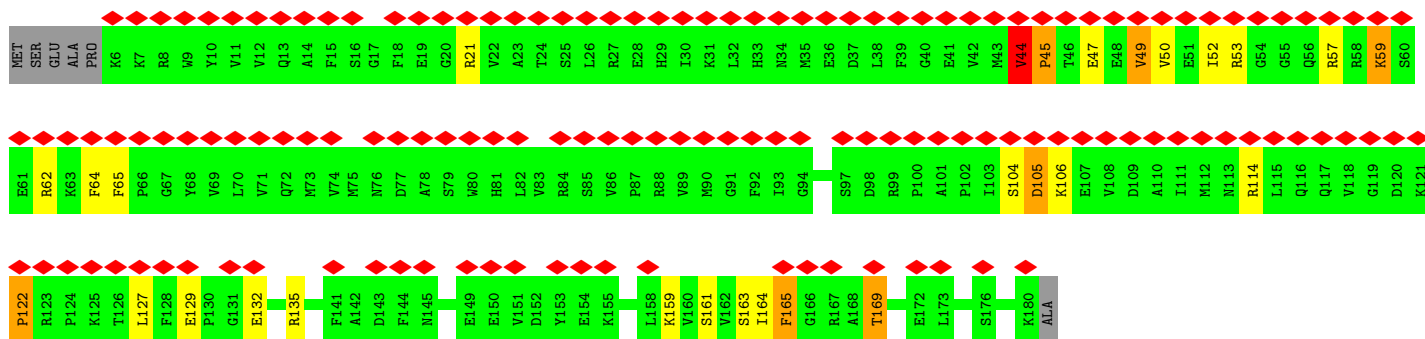 MET SER GLU ALA PRO K6 K7 R8 W9 Y10 V11 V12 Q13 A14 F15 S16 G17 F18 E19 G20 R21 V22 A23 T24 S25 L26 R27 E28 H29 I30 K31 L32 H33 N34 M35 E36 D37 L38 F39 G40 E41 V42 M43 V44 P45 T46 E47 E48 V49 V50 E51 I52 R53 G54 G55 Q56 R57 R58 K59 S60
E61 R62 K63 F64 F65 P66 G67 Y68 V69 L70 V71 Q72 M73 V74 M75 N76 D77 A78 S79 W80 H81 L82 V83 R84 S85 V86 P87 R88 V89 M90 G91 F92 I93 G94 S97 D98 R99 P100 A101 P102 I103 S104 D105 K106 E107 V108 D109 A110 I111 M112 N113 R114 L115 Q116 Q117 V118 G119 D120 K121
P122 R123 P124 K125 T126 L127 F128 E129 P130 G131 E132 R135 F141 A142 D143 F144 N145 E149 E150 V151 D152 Y153 E154 K155 L158 K159 V160 S161 V162 S163 I164 F165 G166 R167 A168 T169 E172 L173 S176 K180 ALA